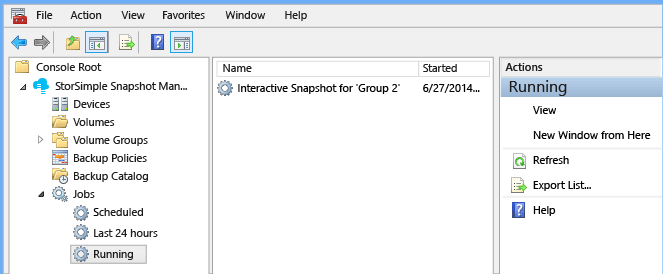 File Action View Favorites Window Help
Console Root
StorSimple Snapshot Man...
Devices
Volumes
Volume Groups
Backup Policies
Backup Catalog
Jobs
Scheduled
Last 24 hours
Running
Name Started
Interactive Snapshot for 'Group 2' 6/27/2014...
Actions
Running
View
New Window from Here
Refresh
Export List...
Help